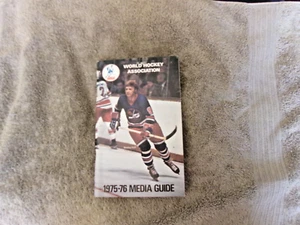 WORLD HOCKEY
ASSOCIATION
1975-76 MEDIA GUIDE